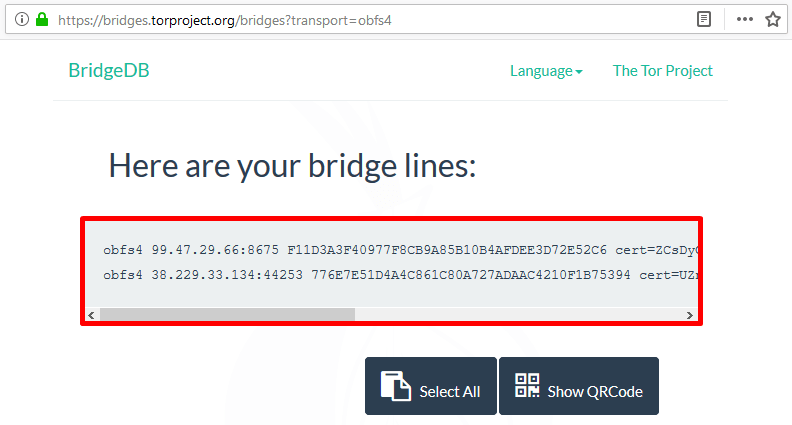 https://bridges.torproject.org/bridges?transport=obfs4
BridgeDB
Language
The Tor Project
Here are your bridge lines:
obfs4 99.47.29.66:8675 F11D3A3F40977F8CB9A85B10B4AFDEE3D72E52C6 cert=ZCsDy
obfs4 38.229.33.134:44253 776E7E51D4A4C861C80A727ADAAC4210F1B75394 cert=UZ
Select All
Show QRCode